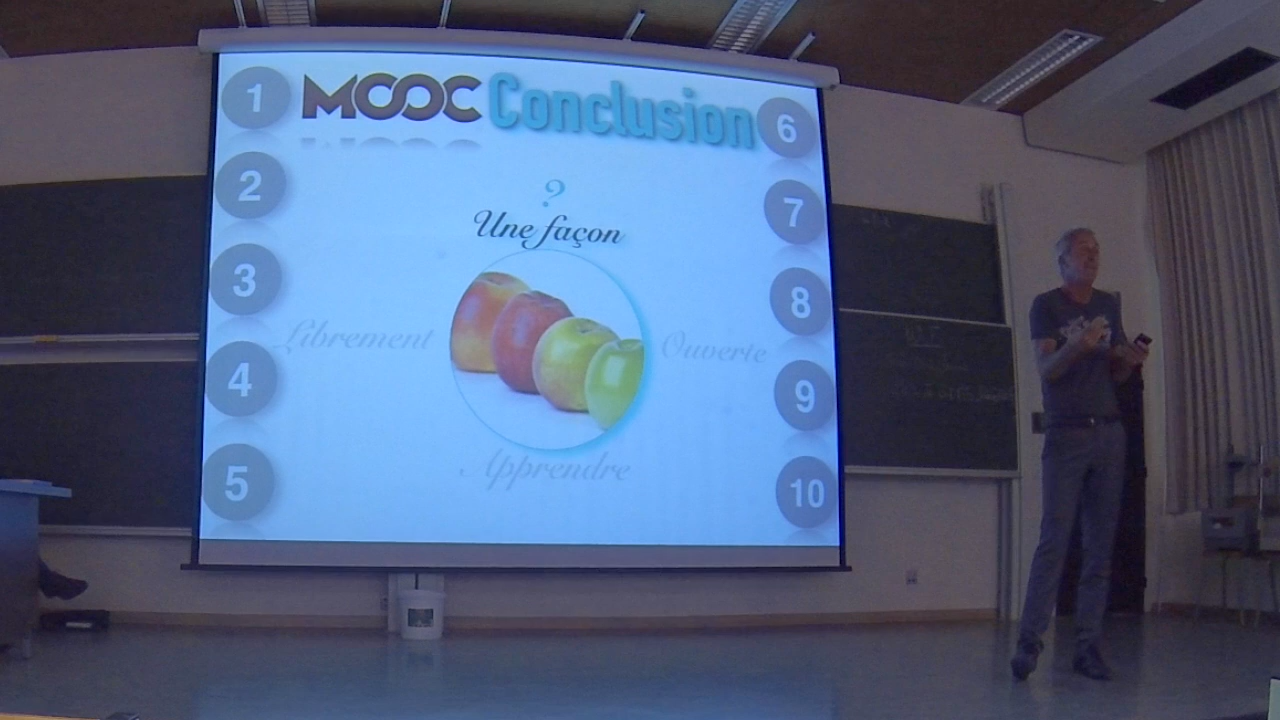 MOOC Conclusion
1
2
3
4
5
?
Une façon
Librement
Ouverte
Apprendre
6
7
8
9
10